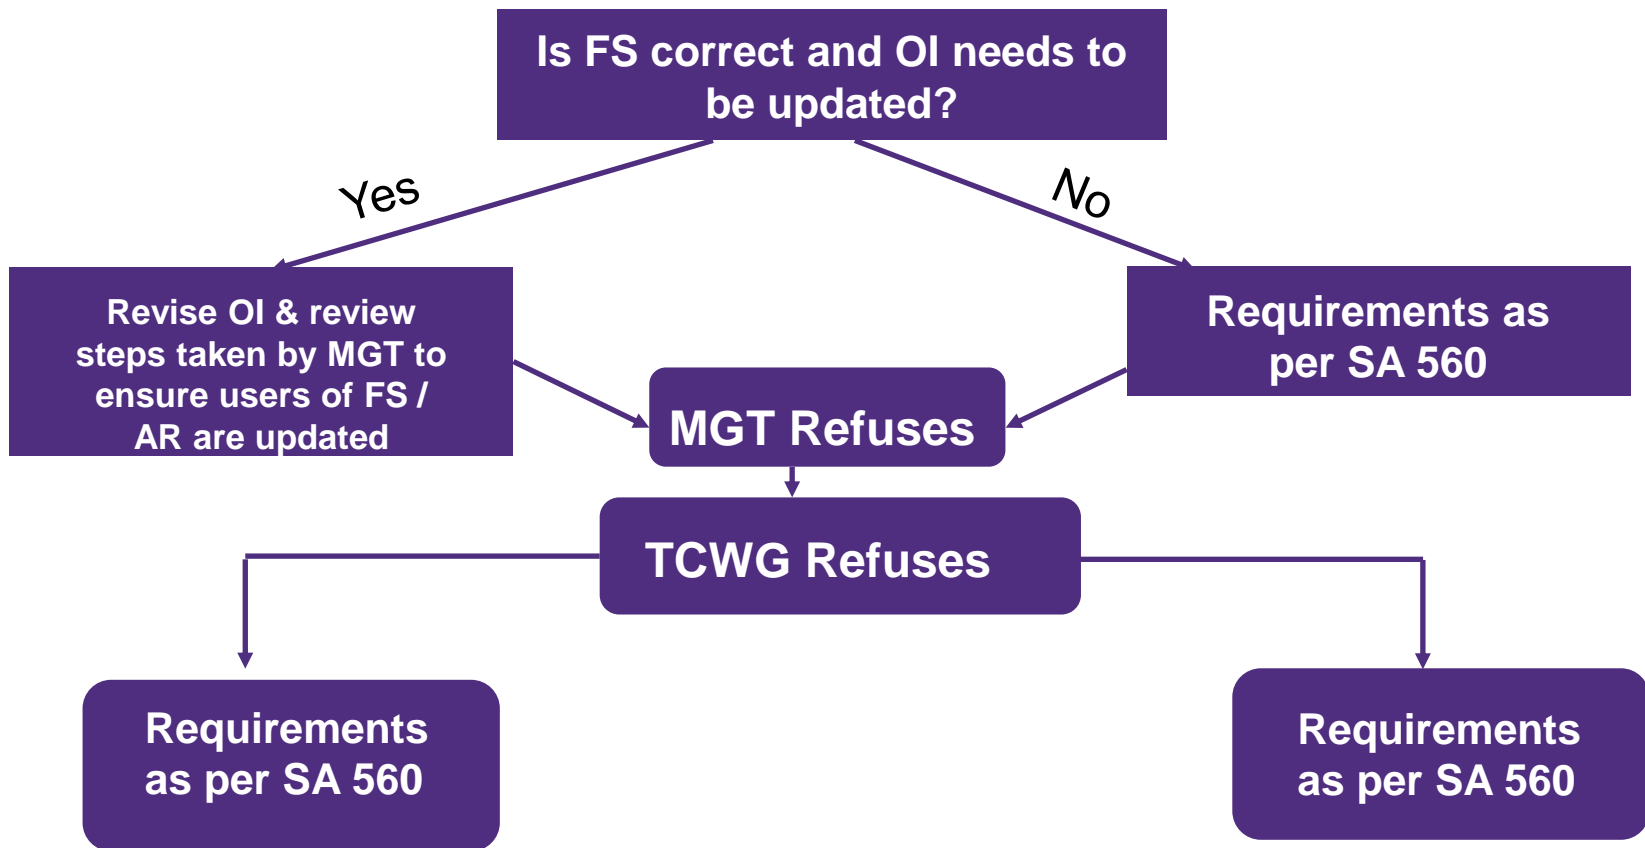 Is FS correct and OI needs to
be updated?
Yes
No
Revise OI & review
steps taken by MGT to
ensure users of FS /
AR are updated
Requirements as
per SA 560
MGT Refuses
TCWG Refuses
Requirements
as per SA 560
Requirements
as per SA 560